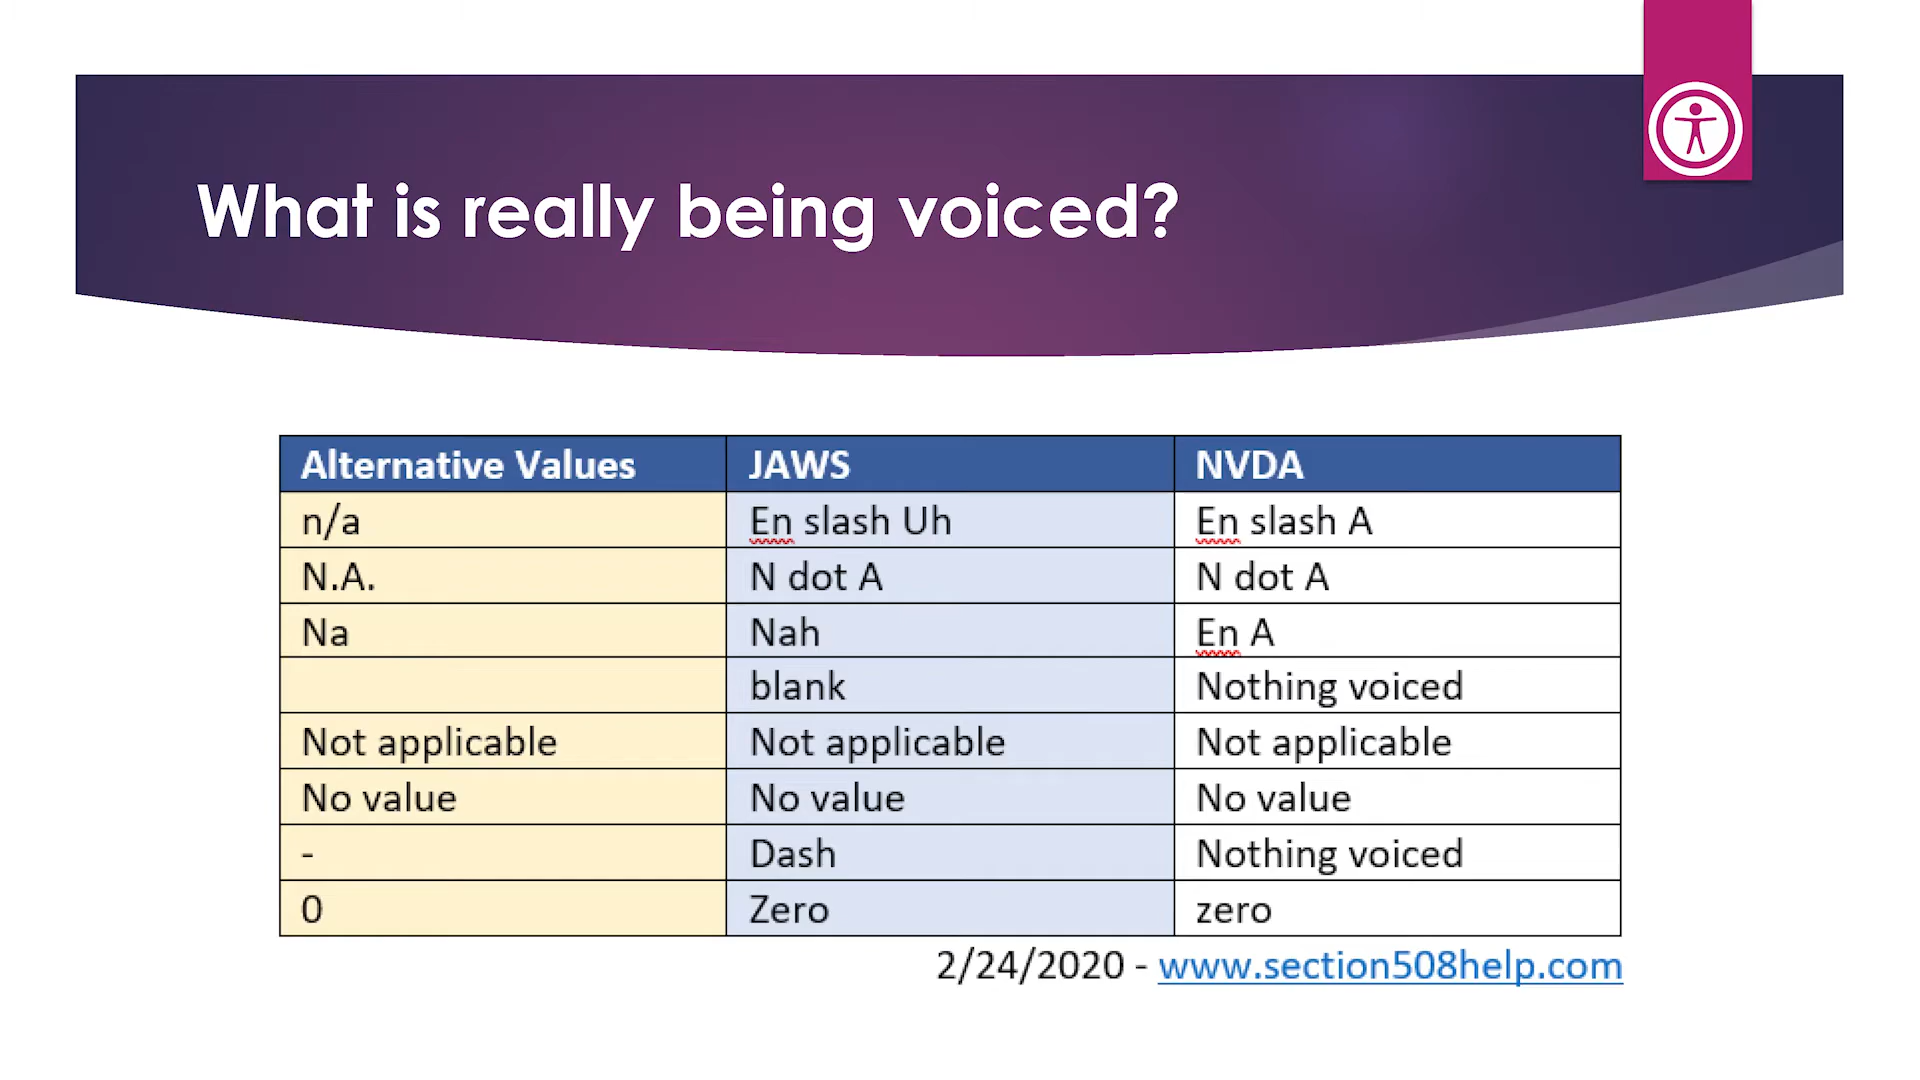 What is really being voiced?
Alternative Values JAWS NVDA
n/a En slash Uh En slash A
N.A. N dot A N dot A
Na Nah En A
blank Nothing voiced
Not applicable Not applicable Not applicable
No value No value No value
- Dash Nothing voiced
0 Zero zero
2/24/2020 - www.section508help.com